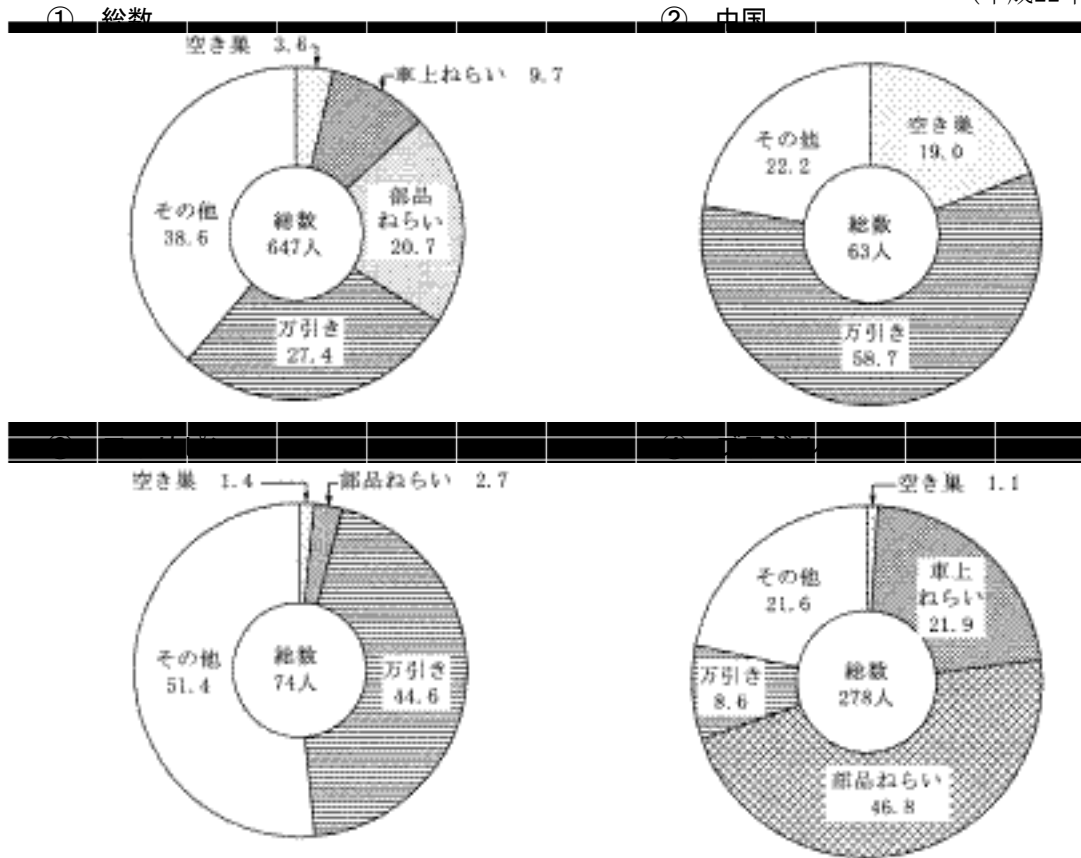 ① 総数
② 中国
空き巣 3.6
車上ねらい 9.7
部品
ねらい
20.7
万引き
27.4
その他
38.6
総数
647人
空き巣
19.0
万引き
58.7
その他
22.2
総数
63人
空き巣 1.4
部品ねらい 2.7
万引き
44.6
その他
51.4
総数
74人
空き巣 1.1
車上
ねらい
21.9
部品ねらい
46.8
万引き
8.6
その他
21.6
総数
278人